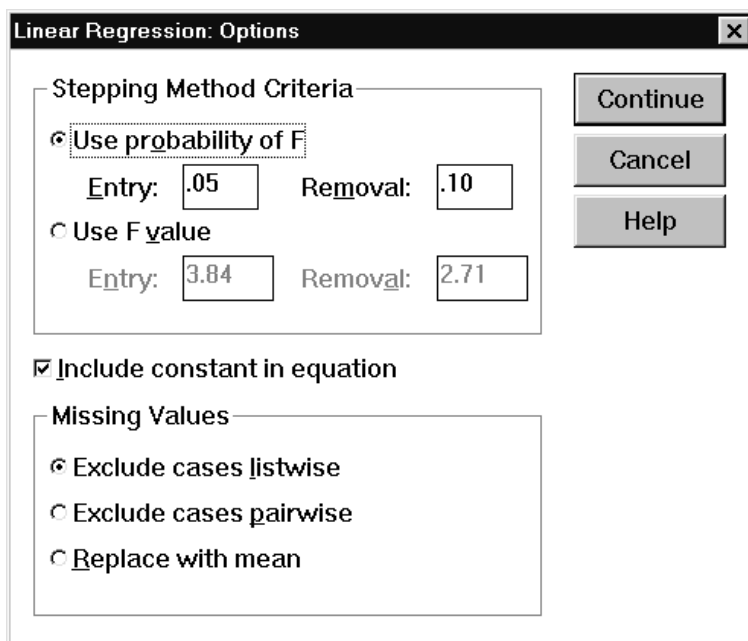 Linear Regression: Options
Stepping Method Criteria
Use probability of F
Entry: .05 Removal: .10
Use F value
Entry: 3.84 Removal: 2.71
Include constant in equation
Missing Values
Exclude cases listwise
Exclude cases pairwise
Replace with mean
Continue
Cancel
Help